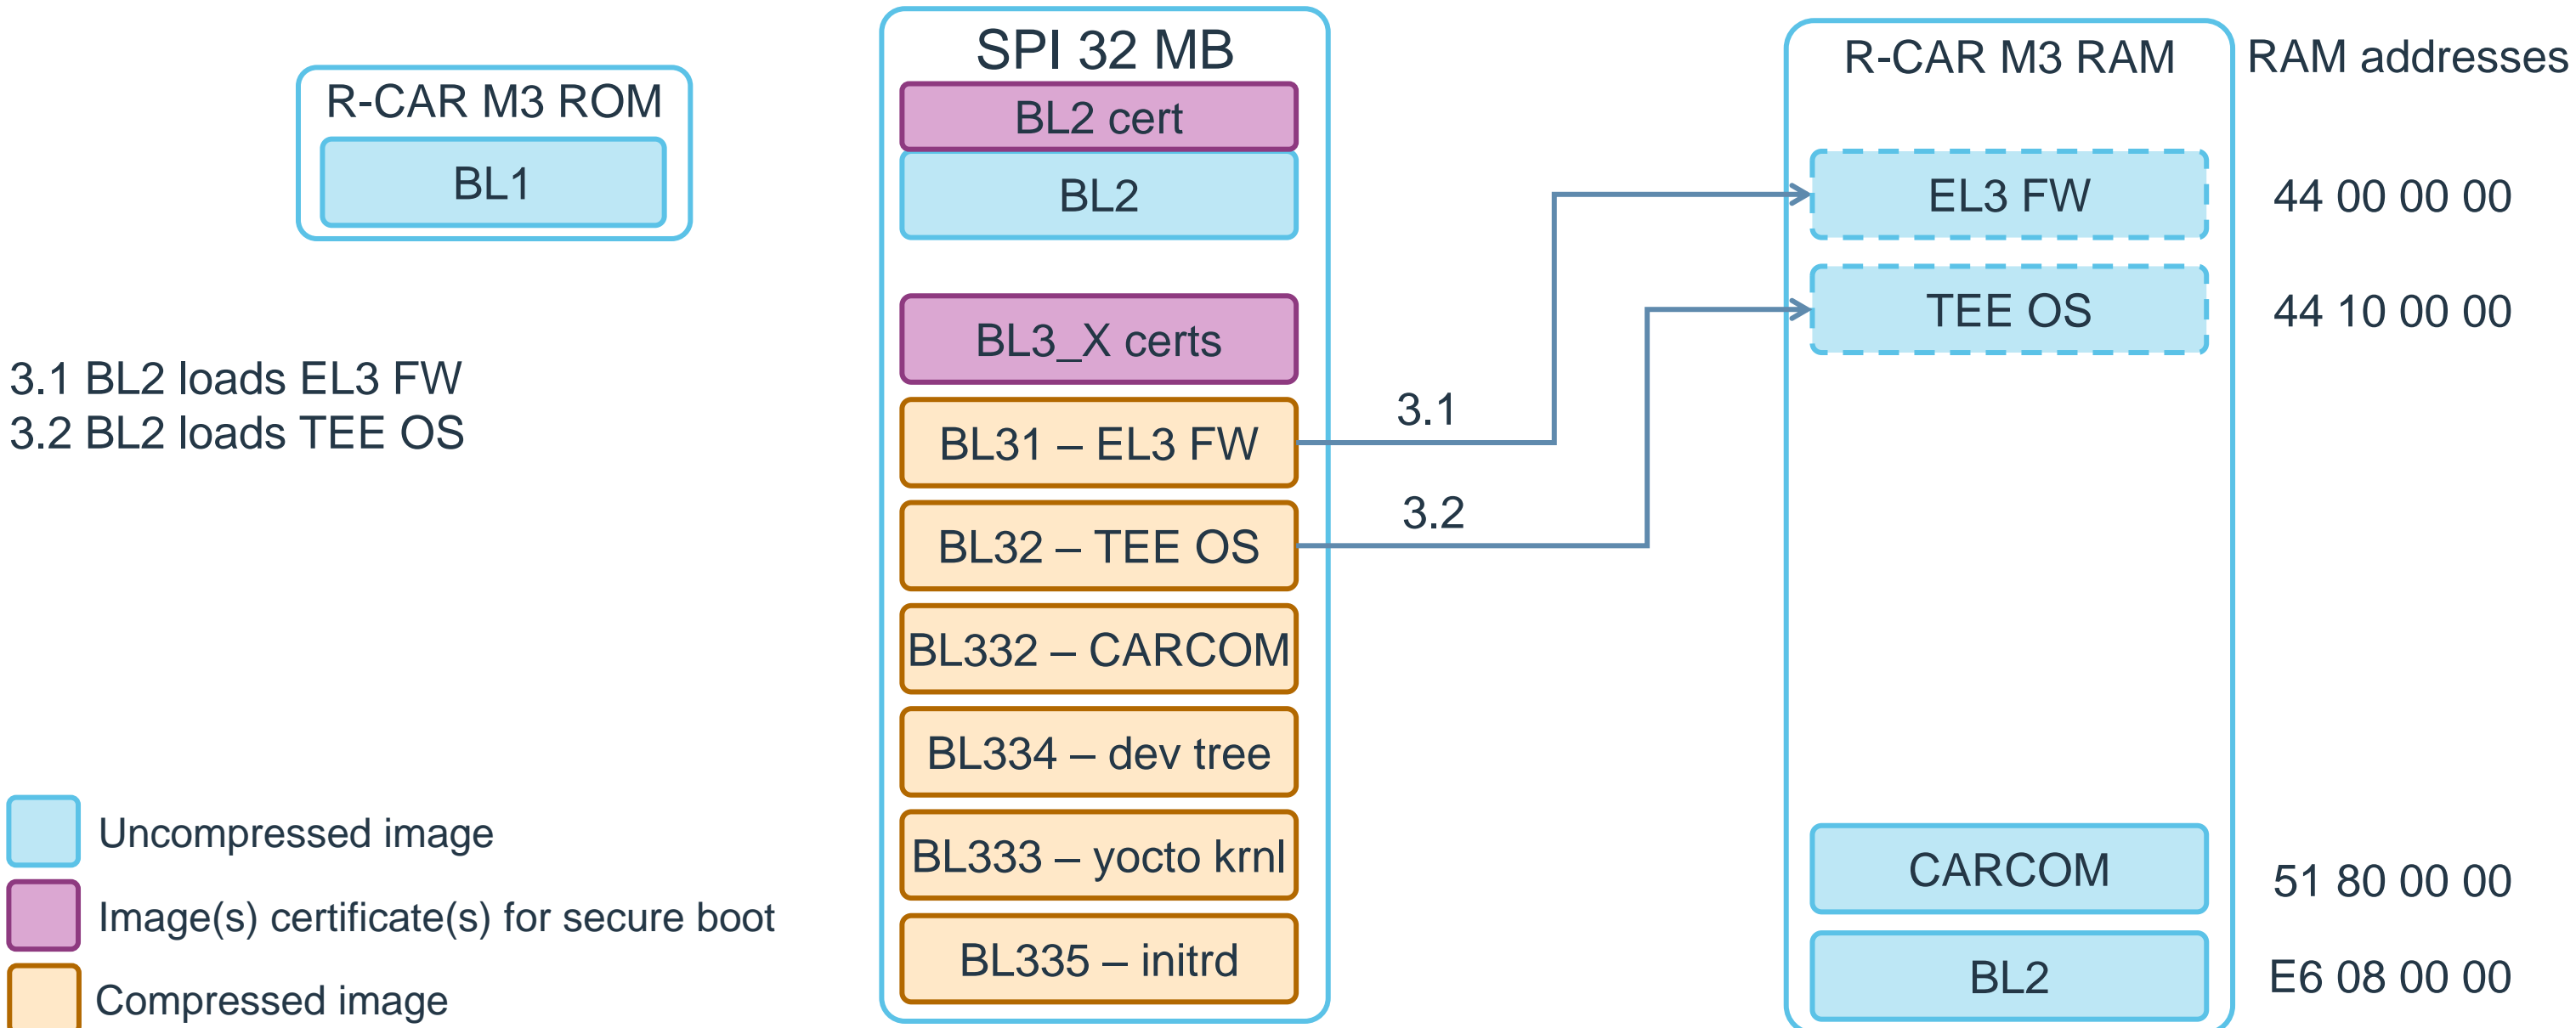 R-CAR M3 ROM
BL1
3.1 BL2 loads EL3 FW
3.2 BL2 loads TEE OS
Uncompressed image
Image(s) certificate(s) for secure boot
Compressed image
SPI 32 MB
BL2 cert
BL2
BL3_X certs
BL31 – EL3 FW
BL32 – TEE OS
BL332 – CARCOM
BL334 – dev tree
BL333 – yocto krnl
BL335 – initrd
3.1
3.2
R-CAR M3 RAM
RAM addresses
EL3 FW
44 00 00 00
TEE OS
44 10 00 00
CARCOM
51 80 00 00
BL2
E6 08 00 00